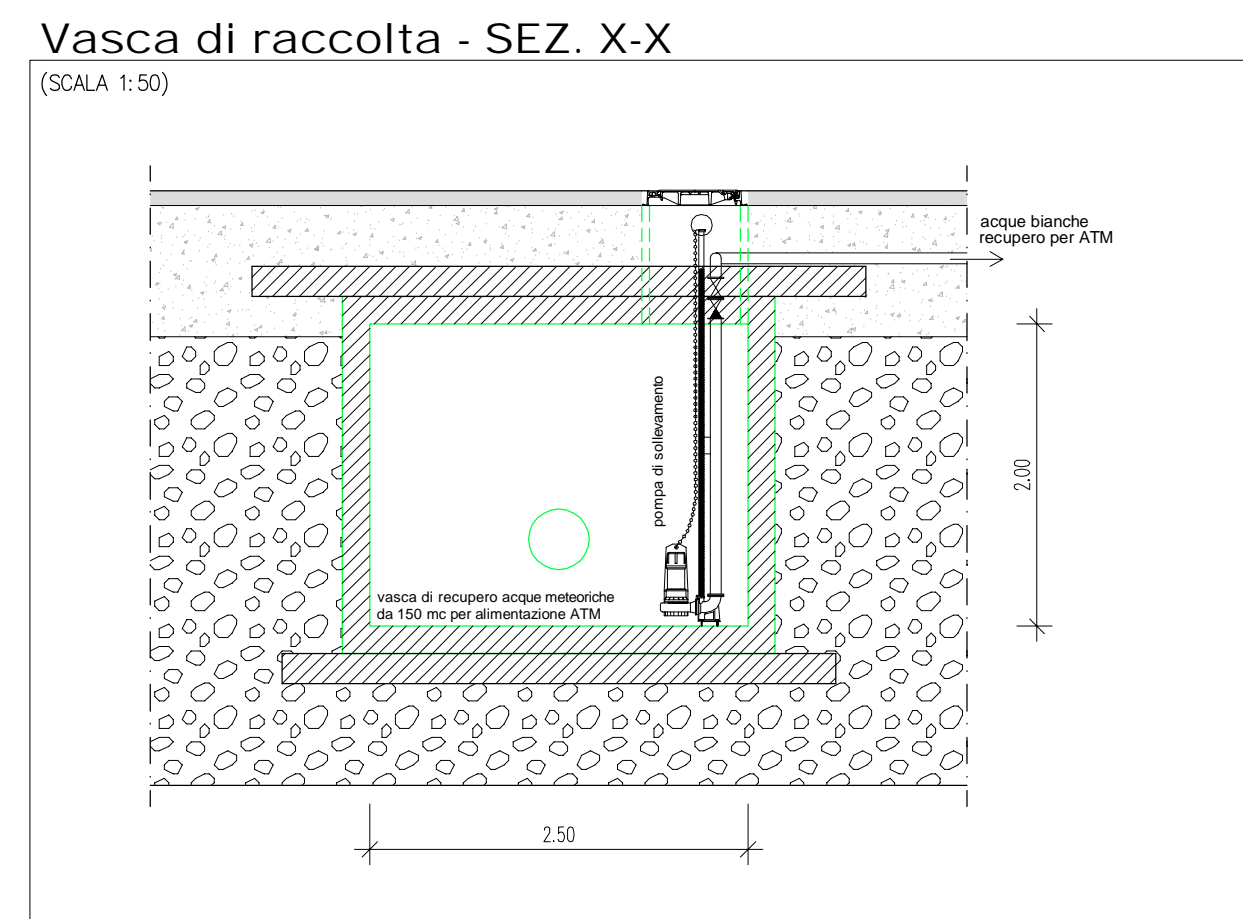 Vasca di raccolta - SEZ. X-X
(SCALA 1:50)
acque bianche
recupero per ATM
pompa di sollevamento
2.00
vasca di recupero acque meteoriche
da 150 mc per alimentazione ATM
2.50